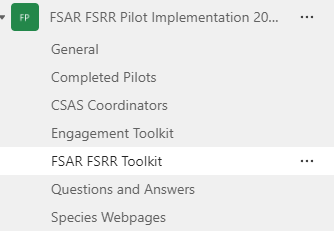 FP FSAR FSRR Pilot Implementation 20... ...
General
Completed Pilots
CSAS Coordinators
Engagement Toolkit
FSAR FSRR Toolkit ...
Questions and Answers
Species Webpages